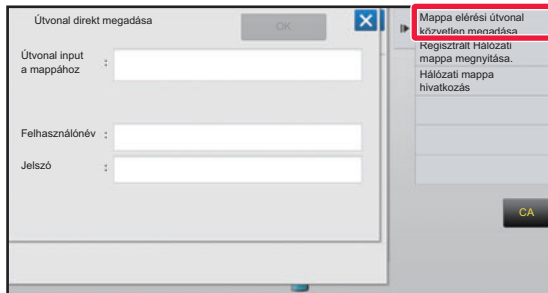 Útvonal direkt megadása
OK
Útvonal input
a mappához :
Felhasználónév :
Jelszó :
Mappa elérési útvonal
közvetlen megadása
Regisztrált Hálózati
mappa megnyitása.
Hálózati mappa
hivatkozás
CA